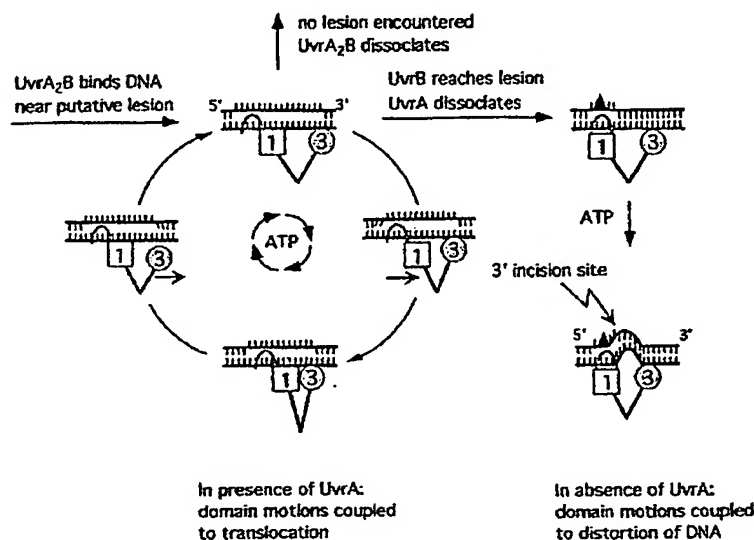 no lesion encountered
UvrA₂B dissociates
UvrA₂B binds DNA
near putative lesion
5'
3'
UvrB reaches lesion
UvrA dissociates
1
3
1
3
1
3
ATP
1
3
ATP
3' incision site
1
3
5'
3'
1
3
In presence of UvrA:
domain motions coupled
to translocation
In absence of UvrA:
domain motions coupled
to distortion of DNA